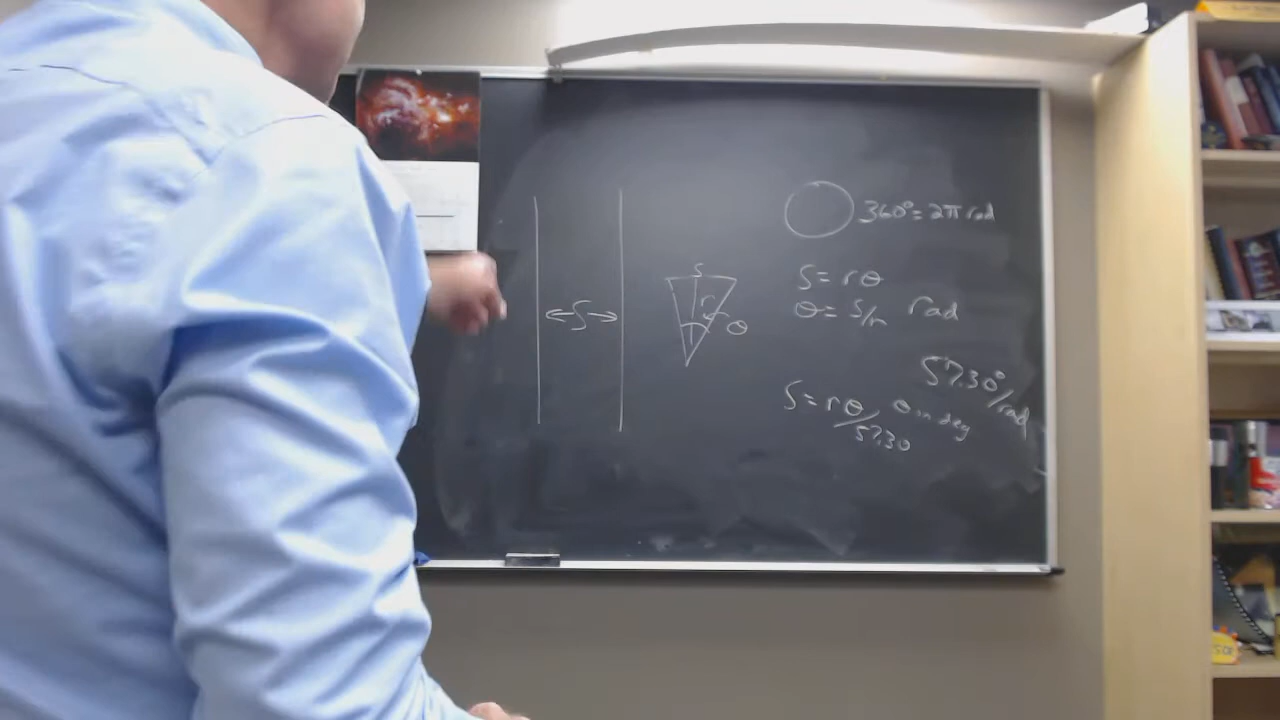 360° = 2π rad
S
S = rθ
r
θ = S/r rad
S
θ
57.30°/rad
S = rθ/57.30 θ in deg